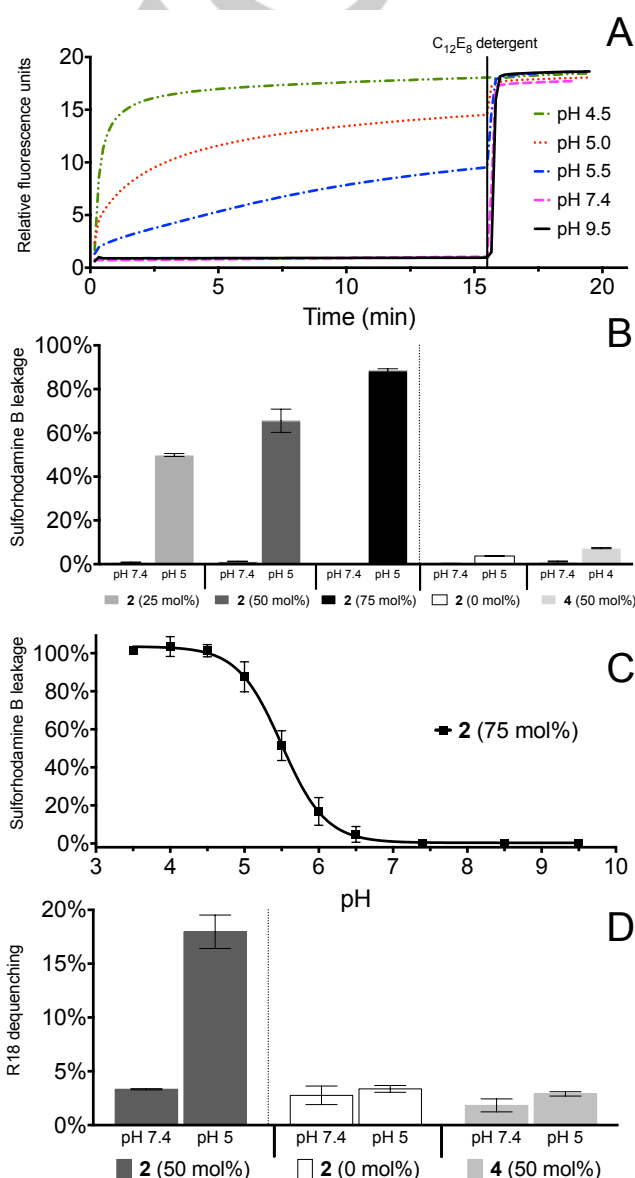 A
C12E8 detergent
Relative fluorescence units
20
15
10
5
0
0 5 10 15 20
Time (min)
pH 4.5
pH 5.0
pH 5.5
pH 7.4
pH 9.5
B
Sulforhodamine B leakage
100%
80%
60%
40%
20%
0%
pH 7.4 pH 5 pH 7.4 pH 5 pH 7.4 pH 5 pH 7.4 pH 5 pH 7.4 pH 4
2 (25 mol%) 2 (50 mol%) 2 (75 mol%) 2 (0 mol%) 4 (50 mol%)
C
Sulforhodamine B leakage
100%
80%
60%
40%
20%
0%
2 (75 mol%)
3 4 5 6 7 8 9 10
pH
D
R18 dequenching
20%
15%
10%
5%
0%
pH 7.4 pH 5 pH 7.4 pH 5 pH 7.4 pH 5
2 (50 mol%) 2 (0 mol%) 4 (50 mol%)